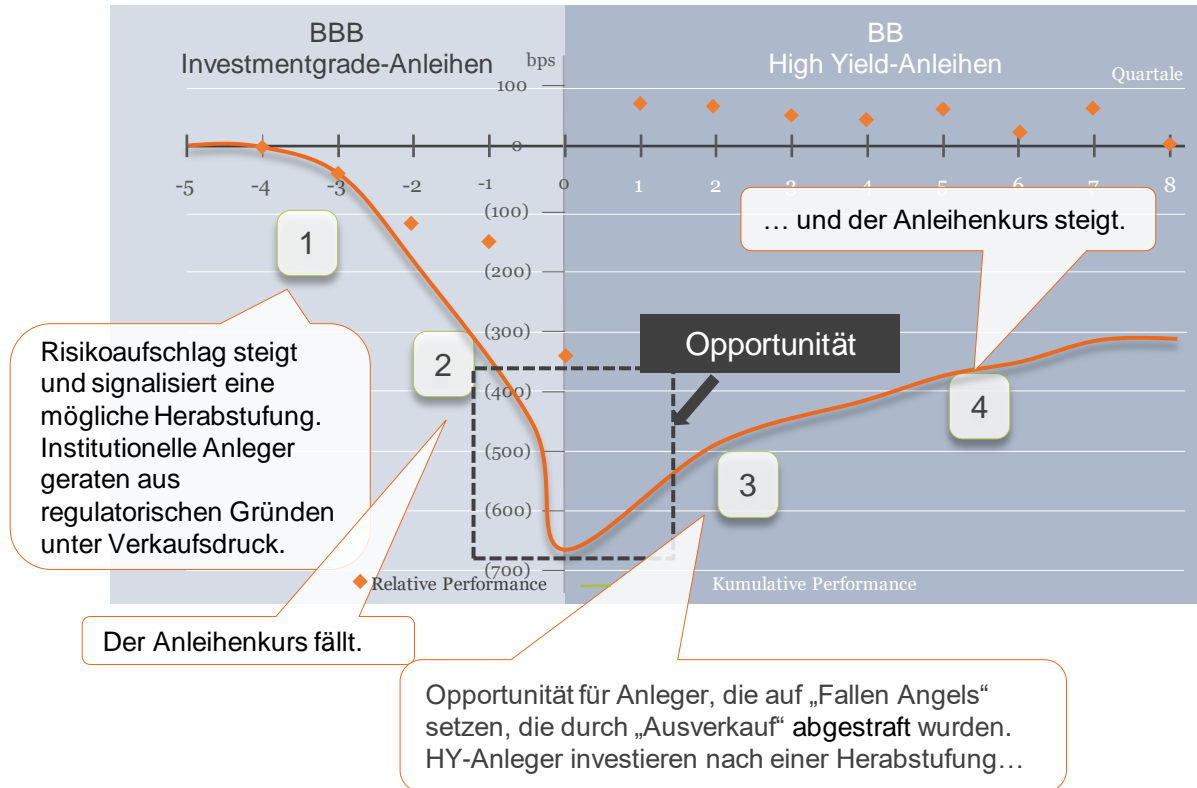 BBB
Investmentgrade-Anleihen
BB
High Yield-Anleihen
bps
Quartale
100
0
-5
-4
-3
-2
-1
0
1
2
3
4
5
6
7
8
(100)
(200)
(300)
(400)
(500)
(600)
(700)
1
… und der Anleihenkurs steigt.
Opportunität
Risikoaufschlag steigt
und signalisiert eine
mögliche Herabstufung.
Institutionelle Anleger
geraten aus
regulatorischen Gründen
unter Verkaufsdruck.
2
4
3
Relative Performance
Kumulative Performance
Der Anleihenkurs fällt.
Opportunität für Anleger, die auf „Fallen Angels“
setzen, die durch „Ausverkauf“ abgestraft wurden.
HY-Anleger investieren nach einer Herabstufung…